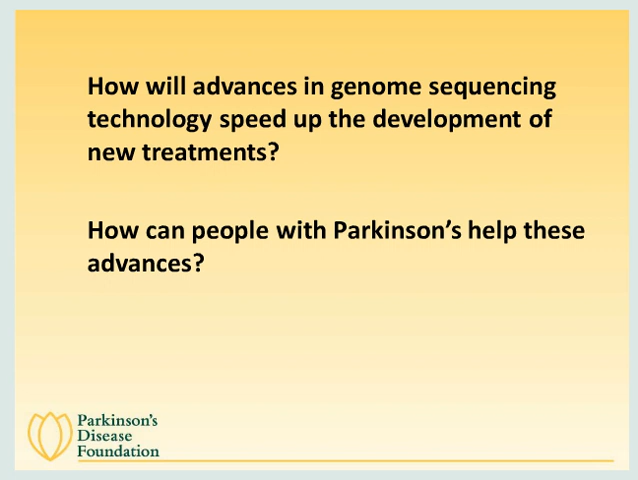 How will advances in genome sequencing
technology speed up the development of
new treatments?
How can people with Parkinson’s help these
advances?
Parkinson's
Disease
Foundation